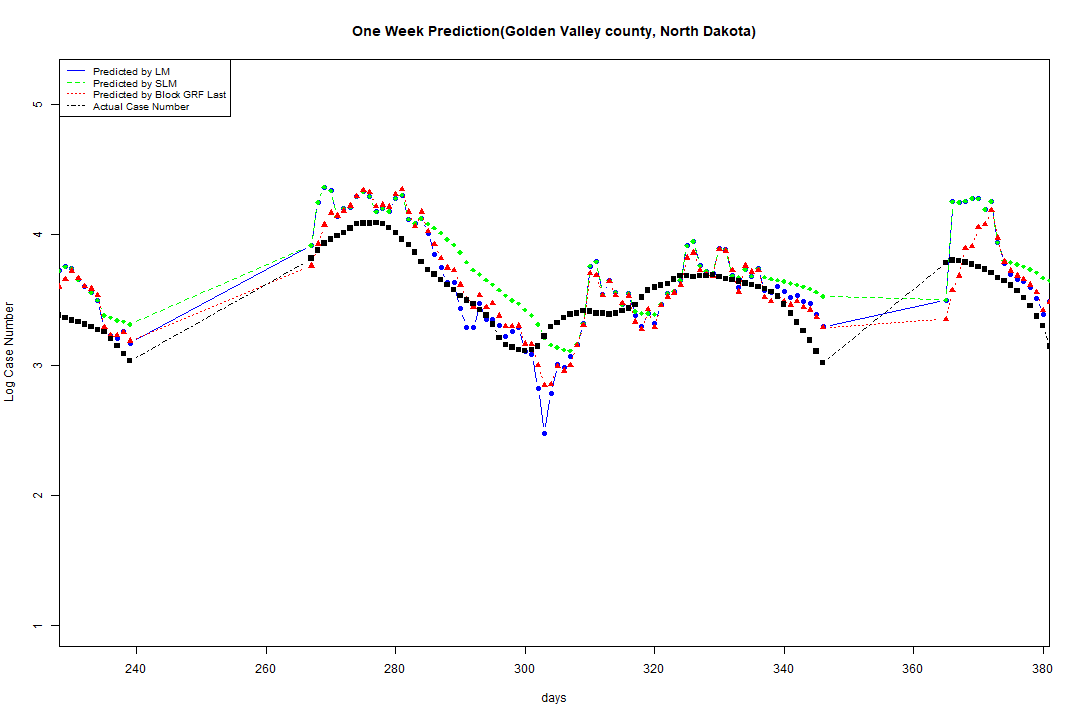 One Week Prediction(Golden Valley county, North Dakota)
Predicted by LM
Predicted by SLM
Predicted by Block GRF Last
Actual Case Number
Log Case Number
5
4
3
2
1
240 260 280 300 320 340 360 380
days